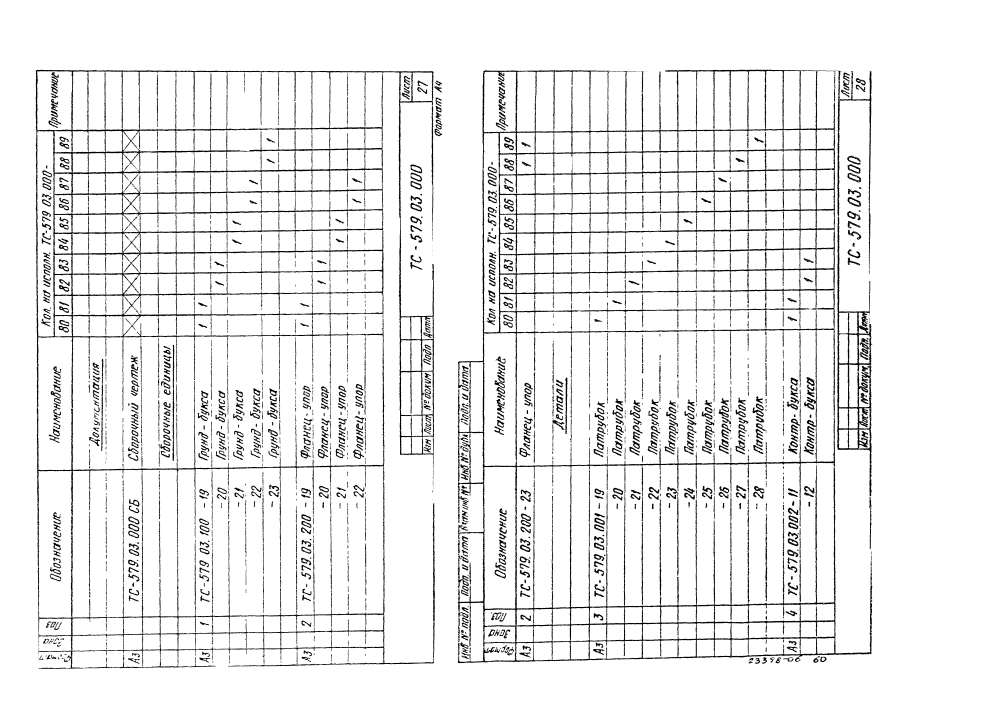 Формат Зона Поз Обозначение Наименование Кол. на исполн. ТС-579.03.000- Примечание
80 81 82 83 84 85 86 87 88 89
Документация
А3 ТС-579.03.000 СБ Сборочный чертеж
Сборочные единицы
А3 1 ТС-579.03.100 -19 Грунд-букса 1 1
-20 Грунд-букса 1 1
-21 Грунд-букса 1 1
-22 Грунд-букса 1 1
-23 Грунд-букса 1 1
А3 2 ТС-579.03.200 -19 Фланец-упор 1 1
-20 Фланец-упор 1 1
-21 Фланец-упор 1 1
-22 Фланец-упор 1 1
Изм Лист № докум Подп Дата
ТС-579.03.000
Лист
27
Формат А4
Инв № подл Подп. и дата Взам инв № Инв № дубл Подп. и дата
Формат Зона Поз Обозначение Наименование Кол на исполн. ТС-579.03.000- Примечание
80 81 82 83 84 85 86 87 88 89
А3 2 ТС-579.03.200 -23 Фланец-упор 1 1
Детали
А3 3 ТС-579.03.001 -19 Патрубок 1
-20 Патрубок 1
-21 Патрубок 1
-22 Патрубок 1
-23 Патрубок 1
-24 Патрубок 1
-25 Патрубок 1
-26 Патрубок 1
-27 Патрубок 1
-28 Патрубок 1
А3 4 ТС-579.03.002 -11 Контр-букса 1 1
-12 Контр-букса 1 1
Изм Лист № докум. Подп. Дата
ТС-579.03.000
Лист
28
23398-06 60